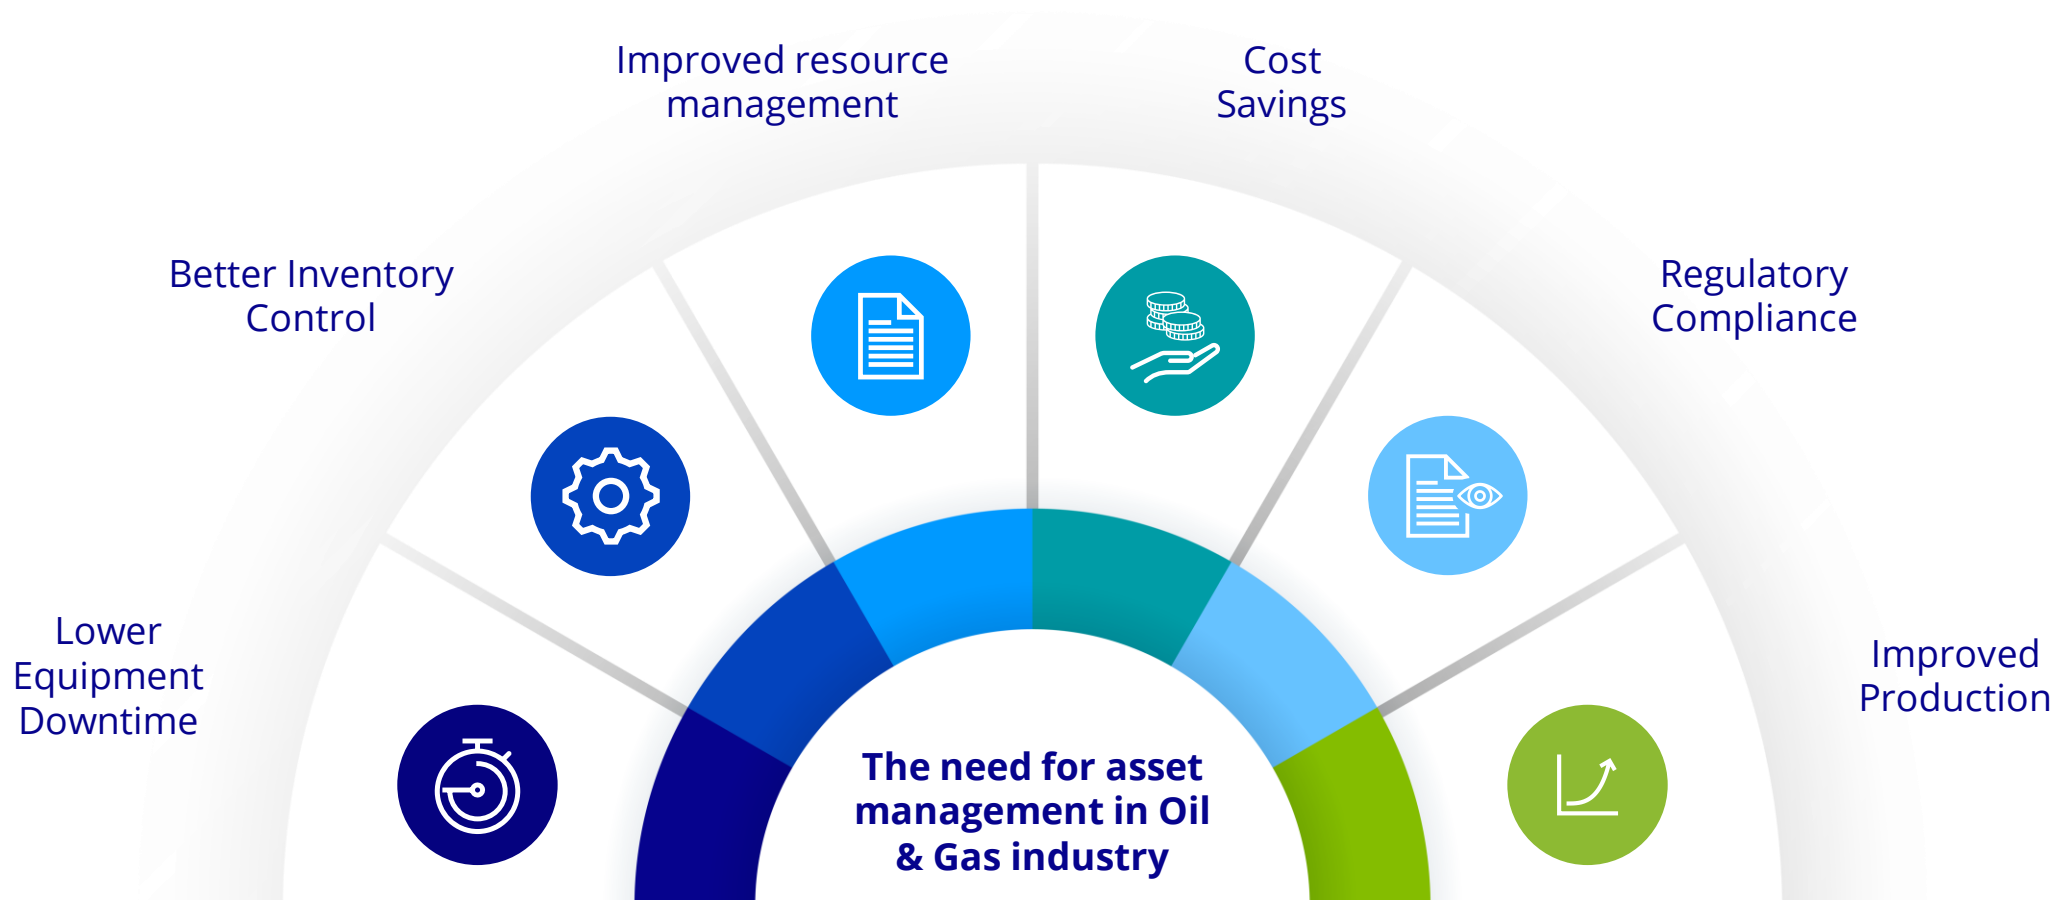 Improved resource
management
Cost
Savings
Better Inventory
Control
Regulatory
Compliance
Lower
Equipment
Downtime
Improved
Production
The need for asset
management in Oil
& Gas industry